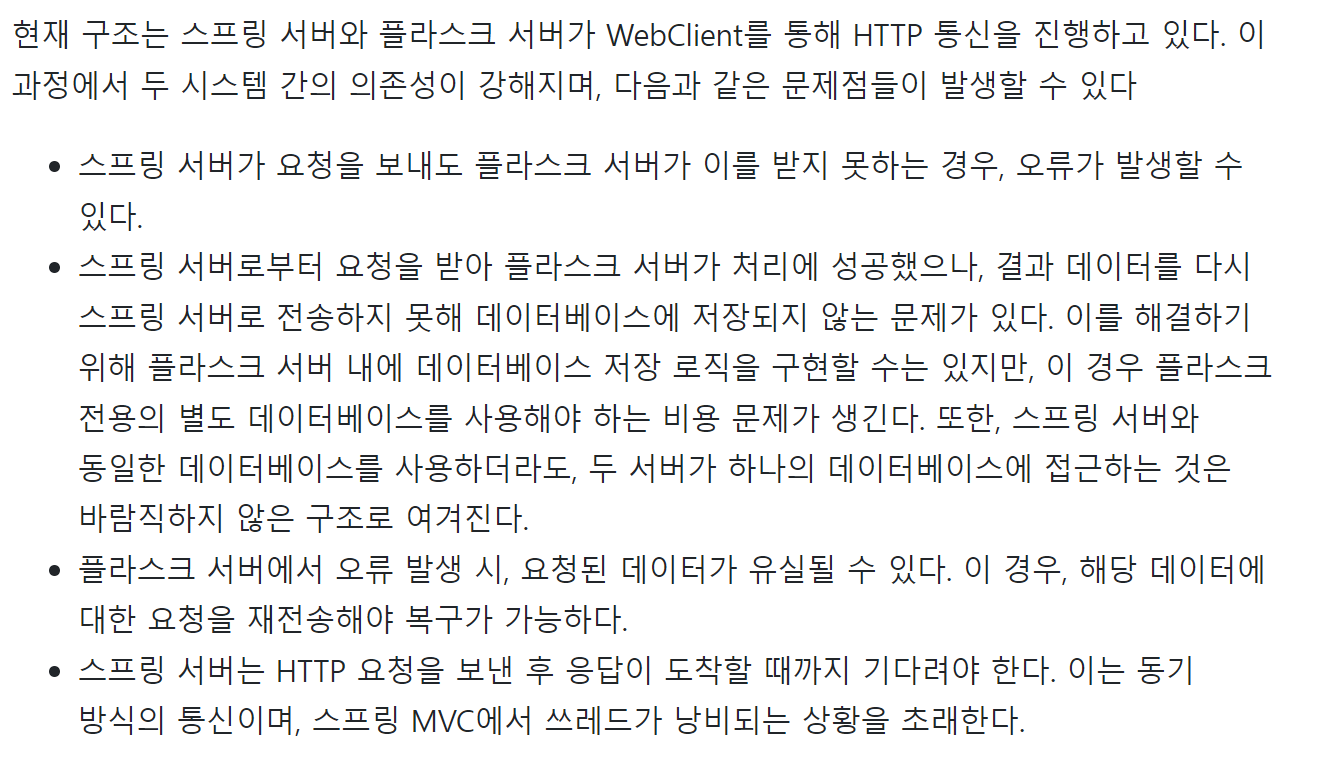 현재 구조는 스프링 서버와 플라스크 서버가 WebClient를 통해 HTTP 통신을 진행하고 있다. 이
과정에서 두 시스템 간의 의존성이 강해지며, 다음과 같은 문제점들이 발생할 수 있다
• 스프링 서버가 요청을 보내도 플라스크 서버가 이를 받지 못하는 경우, 오류가 발생할 수
있다.
• 스프링 서버로부터 요청을 받아 플라스크 서버가 처리에 성공했으나, 결과 데이터를 다시
스프링 서버로 전송하지 못해 데이터베이스에 저장되지 않는 문제가 있다. 이를 해결하기
위해 플라스크 서버 내에 데이터베이스 저장 로직을 구현할 수는 있지만, 이 경우 플라스크
전용의 별도 데이터베이스를 사용해야 하는 비용 문제가 생긴다. 또한, 스프링 서버와
동일한 데이터베이스를 사용하더라도, 두 서버가 하나의 데이터베이스에 접근하는 것은
바람직하지 않은 구조로 여겨진다.
• 플라스크 서버에서 오류 발생 시, 요청된 데이터가 유실될 수 있다. 이 경우, 해당 데이터에
대한 요청을 재전송해야 복구가 가능하다.
• 스프링 서버는 HTTP 요청을 보낸 후 응답이 도착할 때까지 기다려야 한다. 이는 동기
방식의 통신이며, 스프링 MVC에서 쓰레드가 낭비되는 상황을 초래한다.